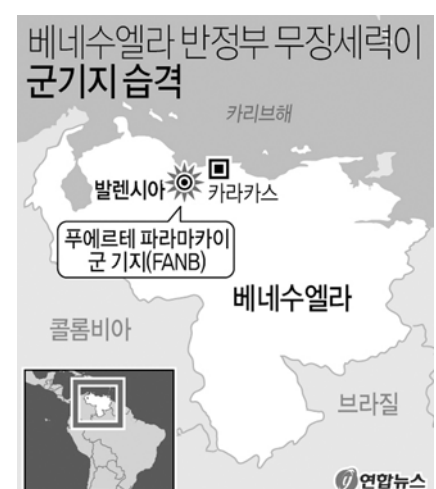 베네수엘라 반정부 무장세력이
군기지 습격
카리브해
발렌시아
카라카스
푸에르테 파라마카이
군 기지(FANB)
베네수엘라
콜롬비아
브라질
연합뉴스